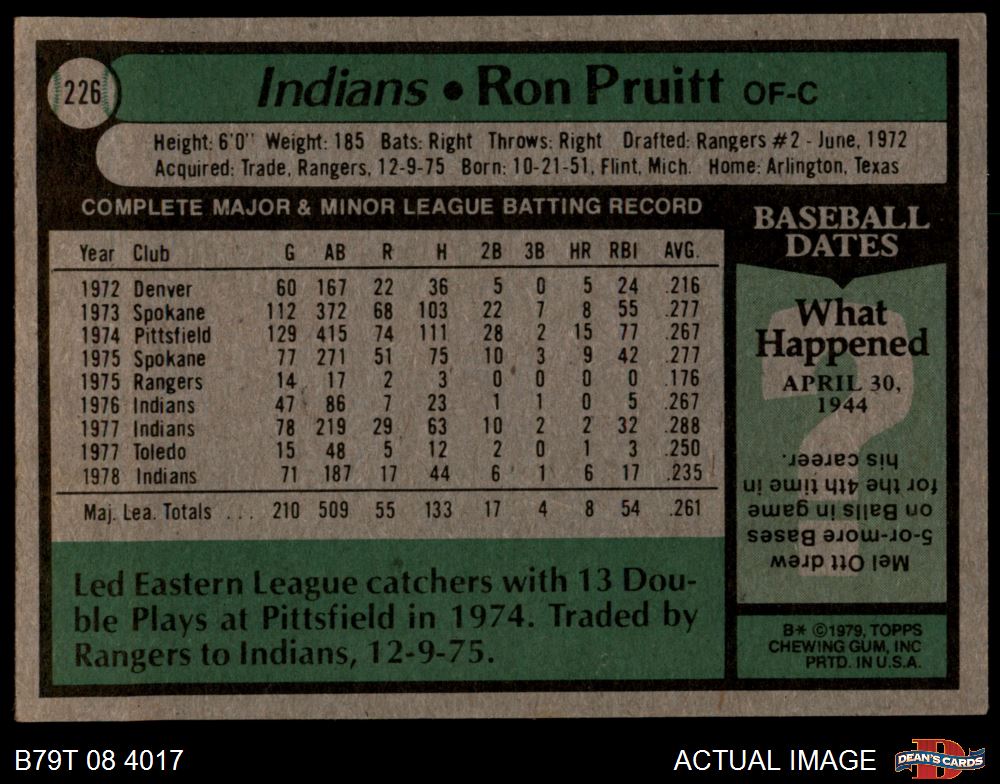 226
Indians • Ron Pruitt OF-C
Height: 6'0" Weight: 185 Bats: Right Throws: Right Drafted: Rangers #2 - June, 1972
Acquired: Trade, Rangers, 12-9-75 Born: 10-21-51, Flint, Mich. Home: Arlington, Texas
COMPLETE MAJOR & MINOR LEAGUE BATTING RECORD
Year Club G AB R H 2B 3B HR RBI AVG.
1972 Denver 60 167 22 36 5 0 5 24 .216
1973 Spokane 112 372 68 103 22 7 8 55 .277
1974 Pittsfield 129 415 74 111 28 2 15 77 .267
1975 Spokane 77 271 51 75 10 3 9 42 .277
1975 Rangers 14 17 2 3 0 0 0 0 .176
1976 Indians 47 86 7 23 1 1 0 5 .267
1977 Indians 78 219 29 63 10 2 2 32 .288
1977 Toledo 15 48 5 12 2 0 1 3 .250
1978 Indians 71 187 17 44 6 1 6 17 .235
Maj. Lea. Totals . . . 210 509 55 133 17 4 8 54 .261
Led Eastern League catchers with 13 Dou-
ble Plays at Pittsfield in 1974. Traded by
Rangers to Indians, 12-9-75.
BASEBALL
DATES
What
Happened
APRIL 30,
1944
Mel Ott drew
5-or-more Bases
on Balls in game
for the 4th time in
his career.
B* ©1979, TOPPS
CHEWING GUM, INC
PRTD. IN U.S.A.
B79T 08 4017
ACTUAL IMAGE
DEAN'S CARDS